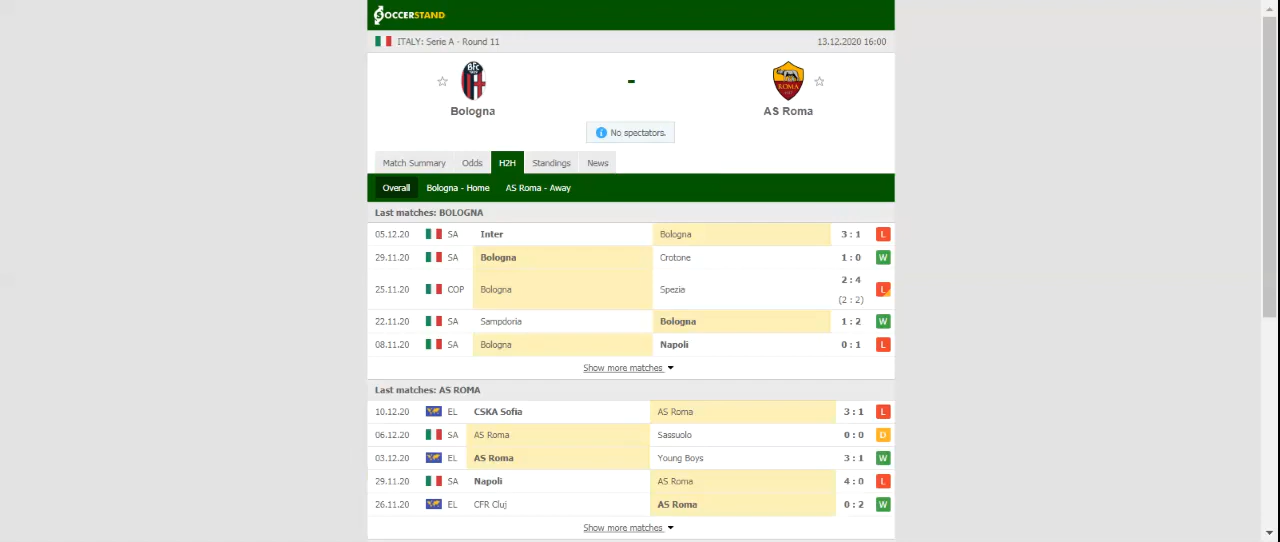 SOCCERSTAND
ITALY: Serie A - Round 11 13.12.2020 16:00
BFC
ROMA
-
Bologna AS Roma
No spectators.
Match Summary Odds H2H Standings News
Overall Bologna - Home AS Roma - Away
Last matches: BOLOGNA
05.12.20 SA Inter Bologna 3 : 1 L
29.11.20 SA Bologna Crotone 1 : 0 W
25.11.20 COP Bologna Spezia 2 : 4 (2 : 2) L
22.11.20 SA Sampdoria Bologna 1 : 2 W
08.11.20 SA Bologna Napoli 0 : 1 L
Show more matches
Last matches: AS ROMA
10.12.20 EL CSKA Sofia AS Roma 3 : 1 L
06.12.20 SA AS Roma Sassuolo 0 : 0 D
03.12.20 EL AS Roma Young Boys 3 : 1 W
29.11.20 SA Napoli AS Roma 4 : 0 L
26.11.20 EL CFR Cluj AS Roma 0 : 2 W
Show more matches